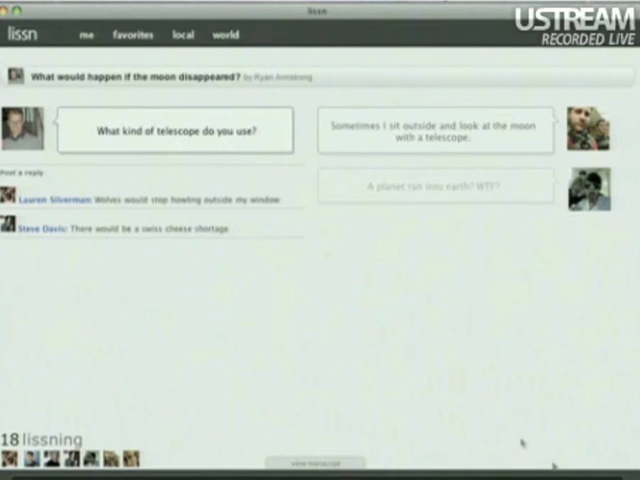 lissn
USTREAM
RECORDED LIVE
lissn me favorites local world
What would happen if the moon disappeared? by Ryan Armstrong
What kind of telescope do you use?
Sometimes I sit outside and look at the moon
with a telescope.
Post a reply
A planet ran into earth? WTF?
Lauren Silverman: Wolves would stop howling outside my window
Steve Davis: There would be a swiss cheese shortage
18 lissning